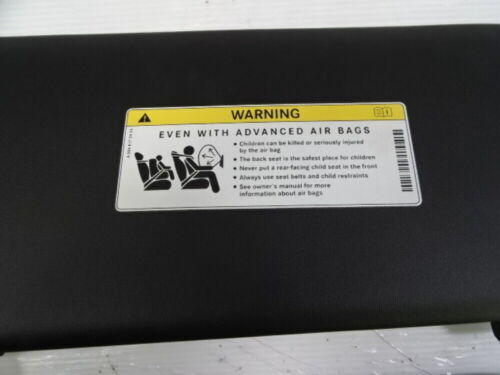 WARNING
EVEN WITH ADVANCED AIR BAGS
• Children can be killed or seriously injured
by the air bag
• The back seat is the safest place for children
• Never put a rear-facing child seat in the front
• Always use seat belts and child restraints
• See owner's manual for more
information about air bags